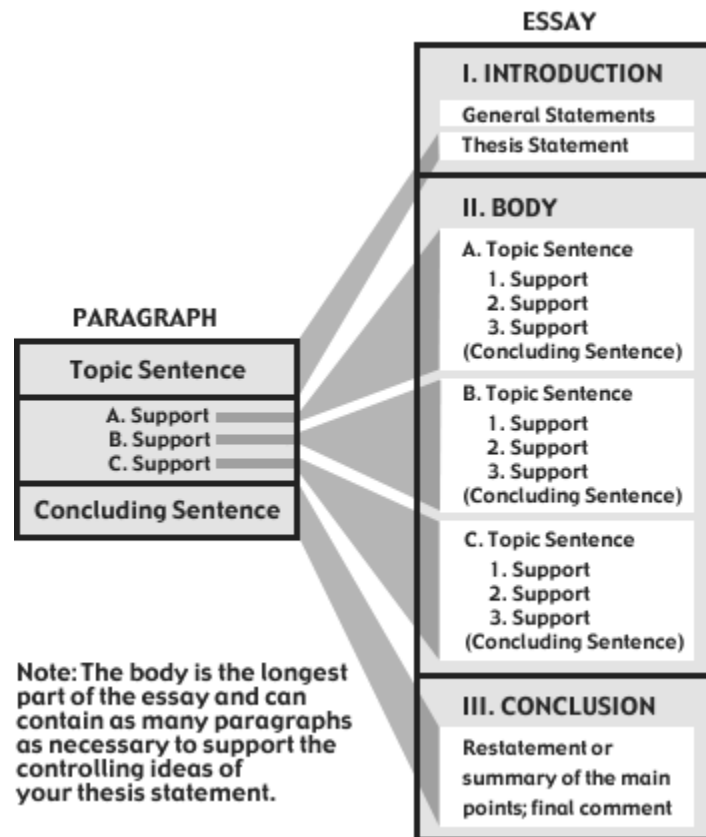 PARAGRAPH
Topic Sentence
A. Support
B. Support
C. Support
Concluding Sentence
Note: The body is the longest
part of the essay and can
contain as many paragraphs
as necessary to support the
controlling ideas of
your thesis statement.
ESSAY
I. INTRODUCTION
General Statements
Thesis Statement
II. BODY
A. Topic Sentence
1. Support
2. Support
3. Support
(Concluding Sentence)
B. Topic Sentence
1. Support
2. Support
3. Support
(Concluding Sentence)
C. Topic Sentence
1. Support
2. Support
3. Support
(Concluding Sentence)
III. CONCLUSION
Restatement or
summary of the main
points; final comment